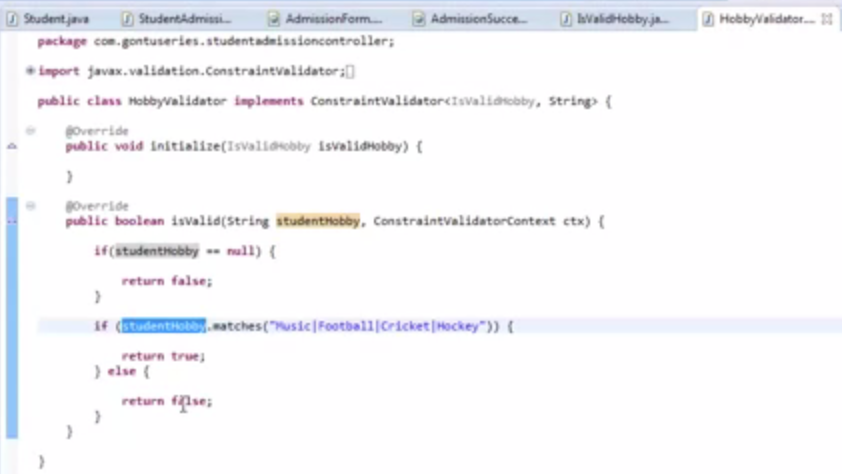 Student.java StudentAdmissi... AdmissionForm.... AdmissionSucce... IsValidHobby.ja... HobbyValidator....
package com.gontuseries.studentadmissioncontroller;
import javax.validation.ConstraintValidator;
public class HobbyValidator implements ConstraintValidator<IsValidHobby, String> {
@Override
public void initialize(IsValidHobby isValidHobby) {
}
@Override
public boolean isValid(String studentHobby, ConstraintValidatorContext ctx) {
if(studentHobby == null) {
return false;
}
if (studentHobby.matches("Music|Football|Cricket|Hockey")) {
return true;
} else {
return false;
}
}
}